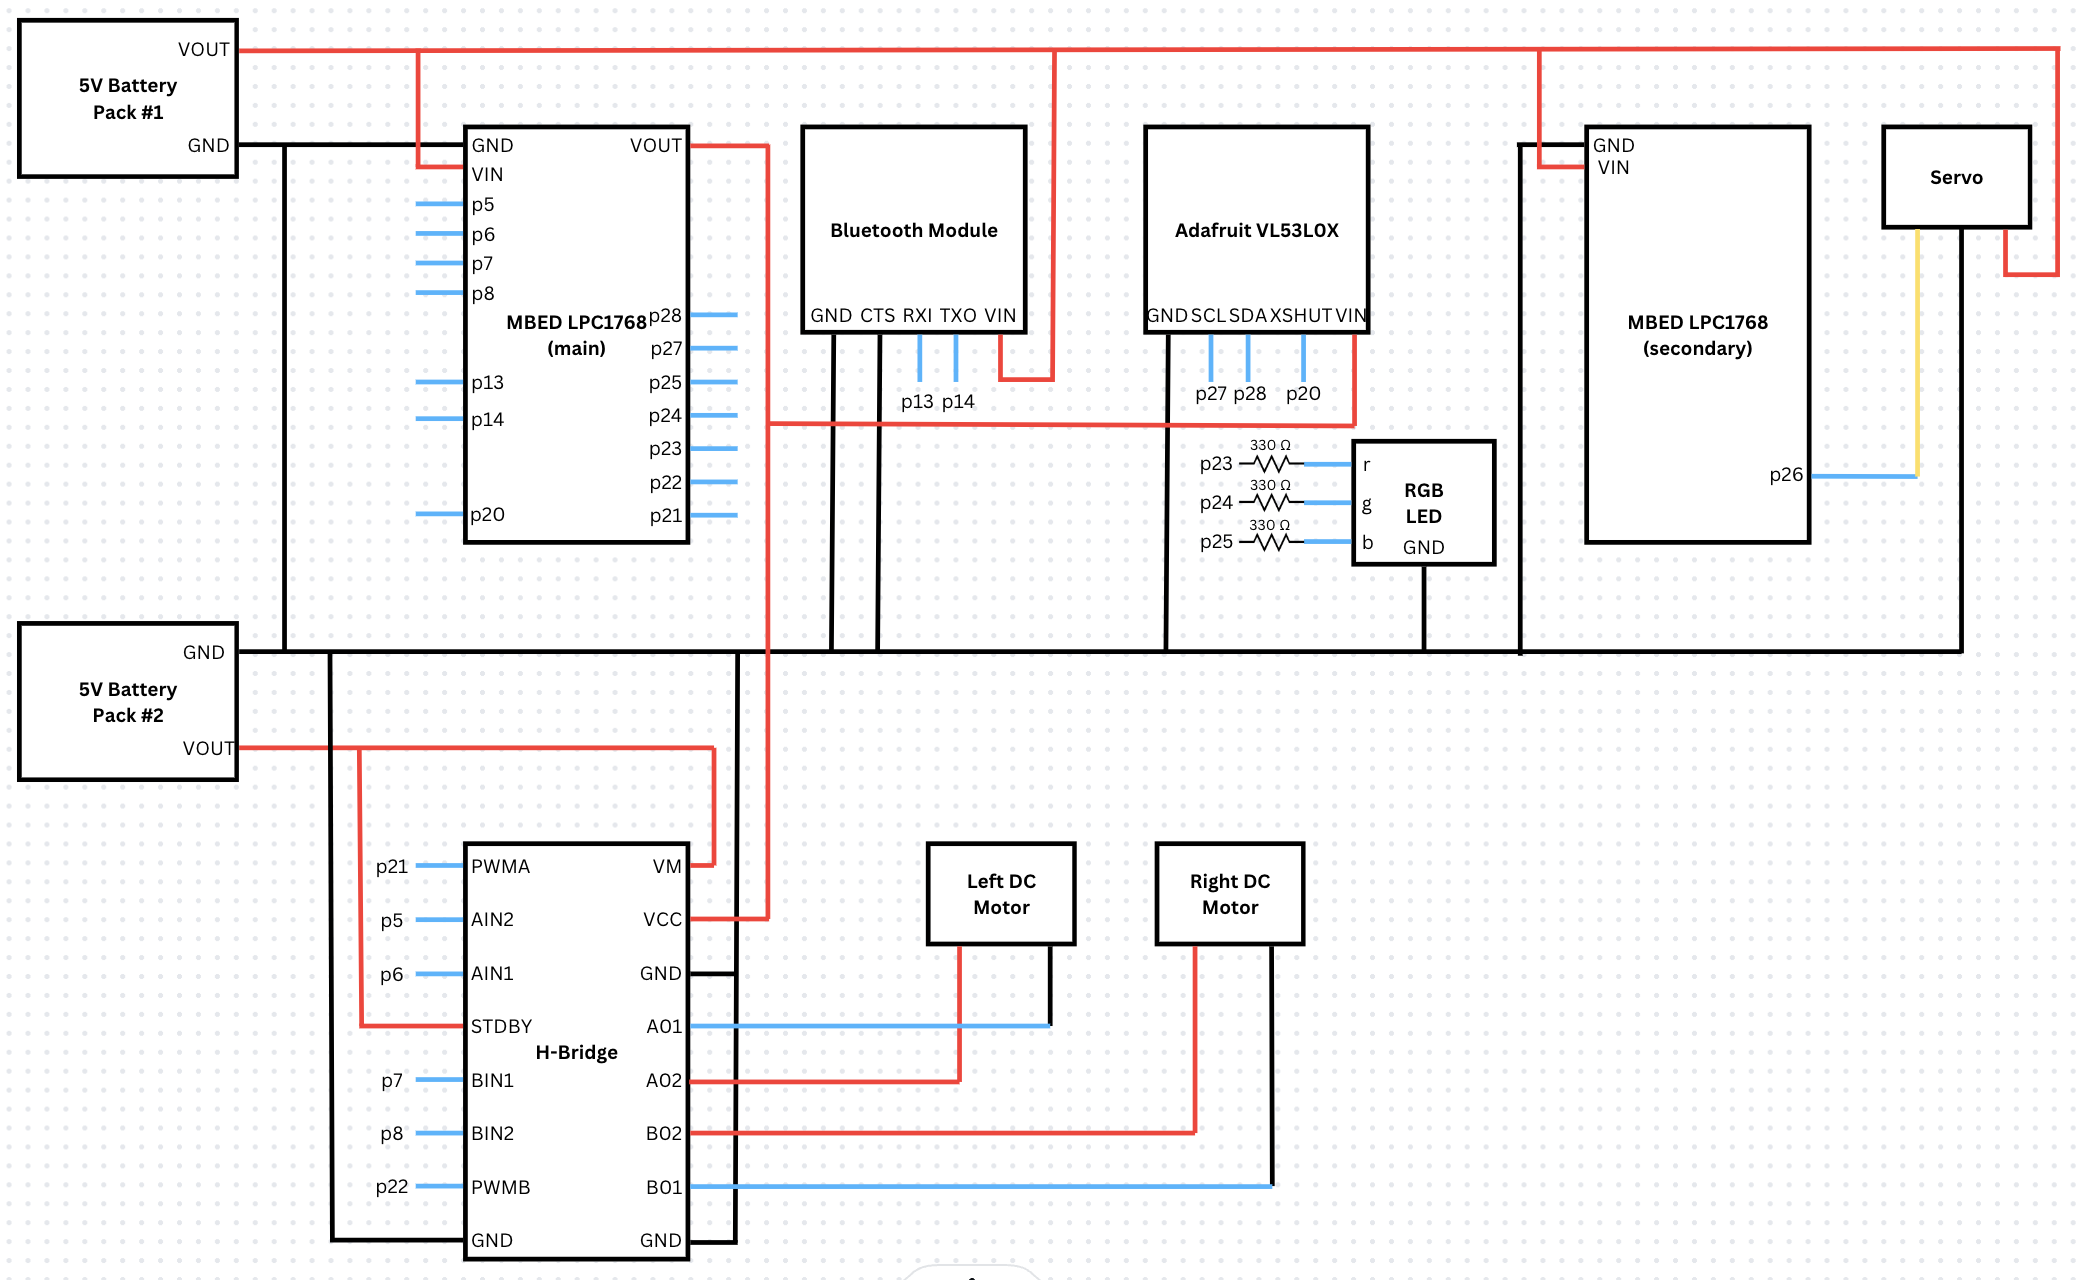 VOUT
5V Battery
Pack #1
GND
GND
VIN
p5
p6
p7
p8
p13
p14
p20
MBED LPC1768
(main)
VOUT
p28
p27
p25
p24
p23
p22
p21
Bluetooth Module
GND CTS RXI TXO VIN
p13 p14
Adafruit VL53L0X
GND SCL SDA XSHUT VIN
p27 p28 p20
330 Ω
p23
r
330 Ω
p24
g
330 Ω
p25
b
RGB
LED
GND
GND
VIN
MBED LPC1768
(secondary)
p26
Servo
GND
5V Battery
Pack #2
VOUT
p21
PWMA
p5
AIN2
p6
AIN1
STDBY
H-Bridge
p7
BIN1
p8
BIN2
p22
PWMB
GND
VM
VCC
GND
AO1
AO2
BO2
BO1
GND
Left DC
Motor
Right DC
Motor